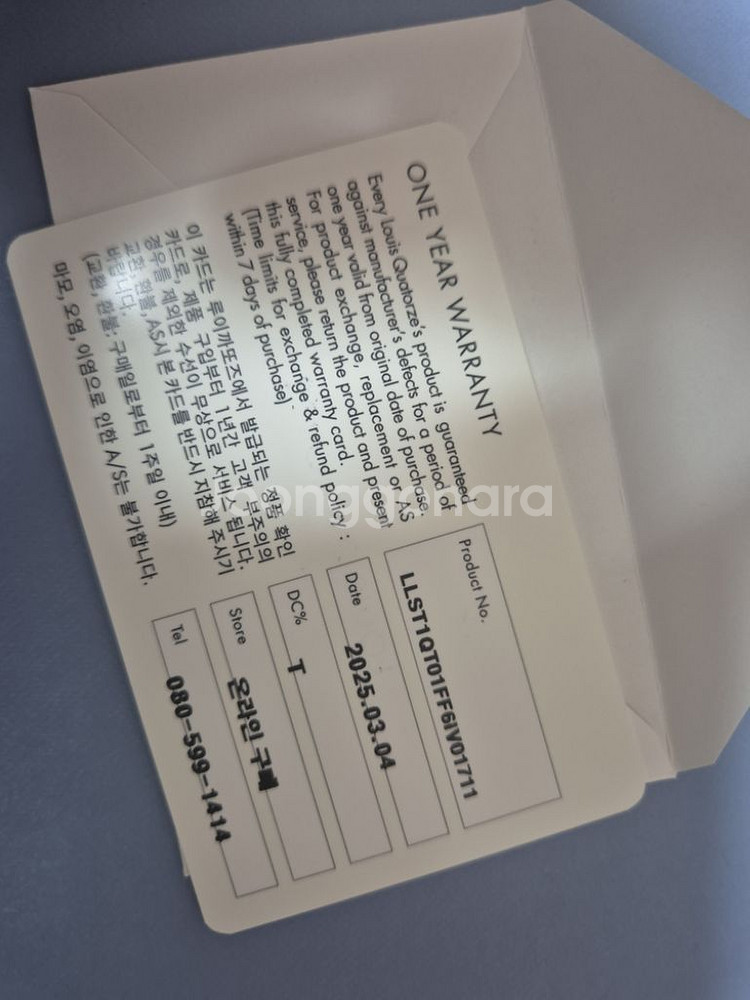 ONE YEAR WARRANTY
Every Louis Quatorze's product is guaranteed
against manufacturer's defects for a period of
one year valid from original date of purchase.
For product exchange, replacement or AS
service, please return the product and present
this fully completed warranty card.
(Time limits for exchange & refund policy :
within 7 days of purchase)
이 카드는 루이까또즈에서 발급되는 정품 확인
카드로, 제품 구입부터 1년간 고객 부주의의
경우를 제외한 수선이 무상으로 서비스 됩니다.
교환, 환불, AS시 본 카드를 반드시 지참해 주시기
바랍니다.
(교환, 환불: 구매일로부터 1주일 이내)
마모, 오염, 이염으로 인한 A/S는 불가합니다.
Product No.
LLST1QT01FF6IV01711
Date 2025.03.04
DC% T
Store 온라인 구매
Tel 080-599-1414
joonggonara